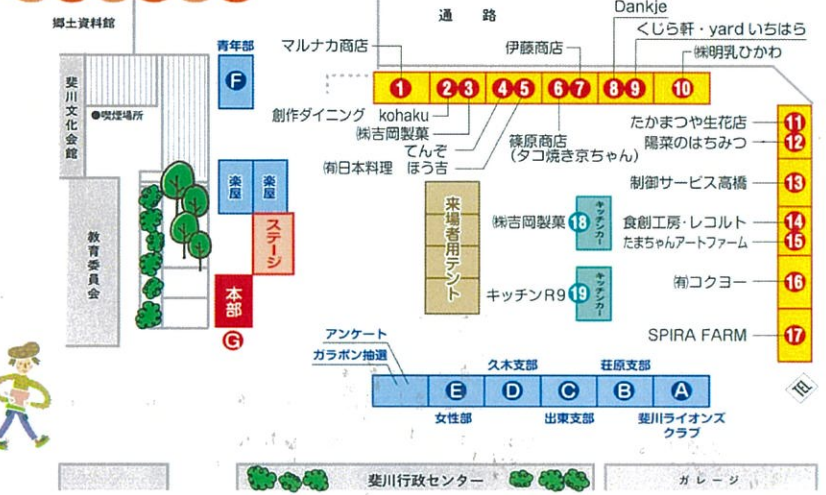 郷土資料館
通路
Dankje
くじら軒・yard いちはら
㈱明乳ひかわ
青年部
マルナカ商店
伊藤商店
F
1
2
3
4
5
6
7
8
9
10
斐川文化会館
●喫煙場所
創作ダイニング kohaku
㈱吉岡製菓
てんぞ
㈲日本料理 ほう吉
篠原商店
(タコ焼き京ちゃん)
たかまつや生花店
11
陽菜のはちみつ
12
制御サービス高橋
13
楽屋
楽屋
ステージ
来場者用テント
㈱吉岡製菓
18
キッチンカー
食創工房・レコルト
14
たまちゃんアートファーム
15
教育委員会
本部
G
キッチンR9
19
キッチンカー
㈲コクヨー
16
SPIRA FARM
17
アンケート
ガラポン抽選
久木支部
荘原支部
E
D
C
B
A
TEL
女性部
出東支部
斐川ライオンズ
クラブ
斐川行政センター
ガレージ